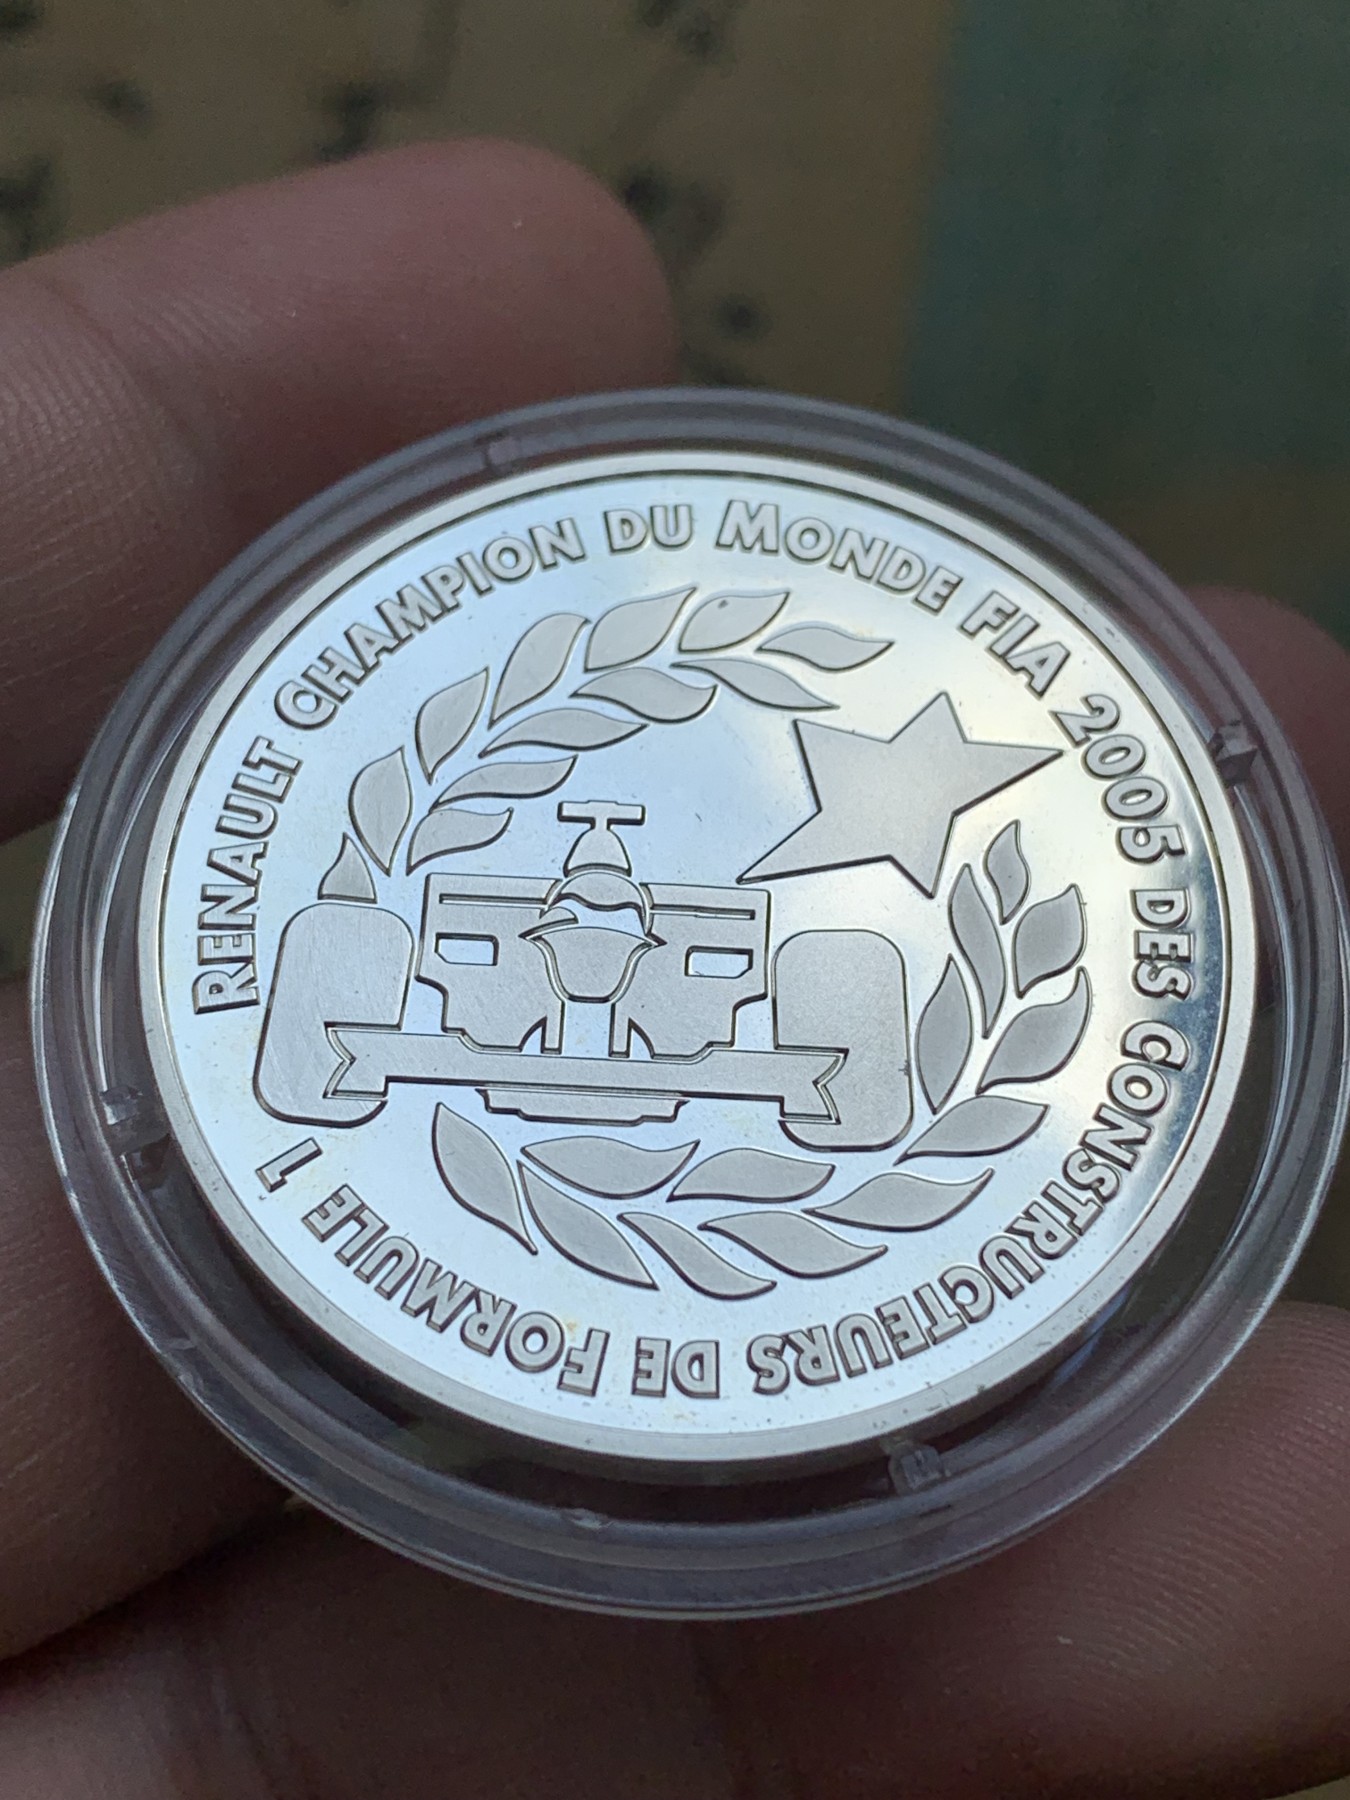 RENAULT CHAMPION DU MONDE FIA 2005 DES CONSTRUCTEURS DE FORMULE 1